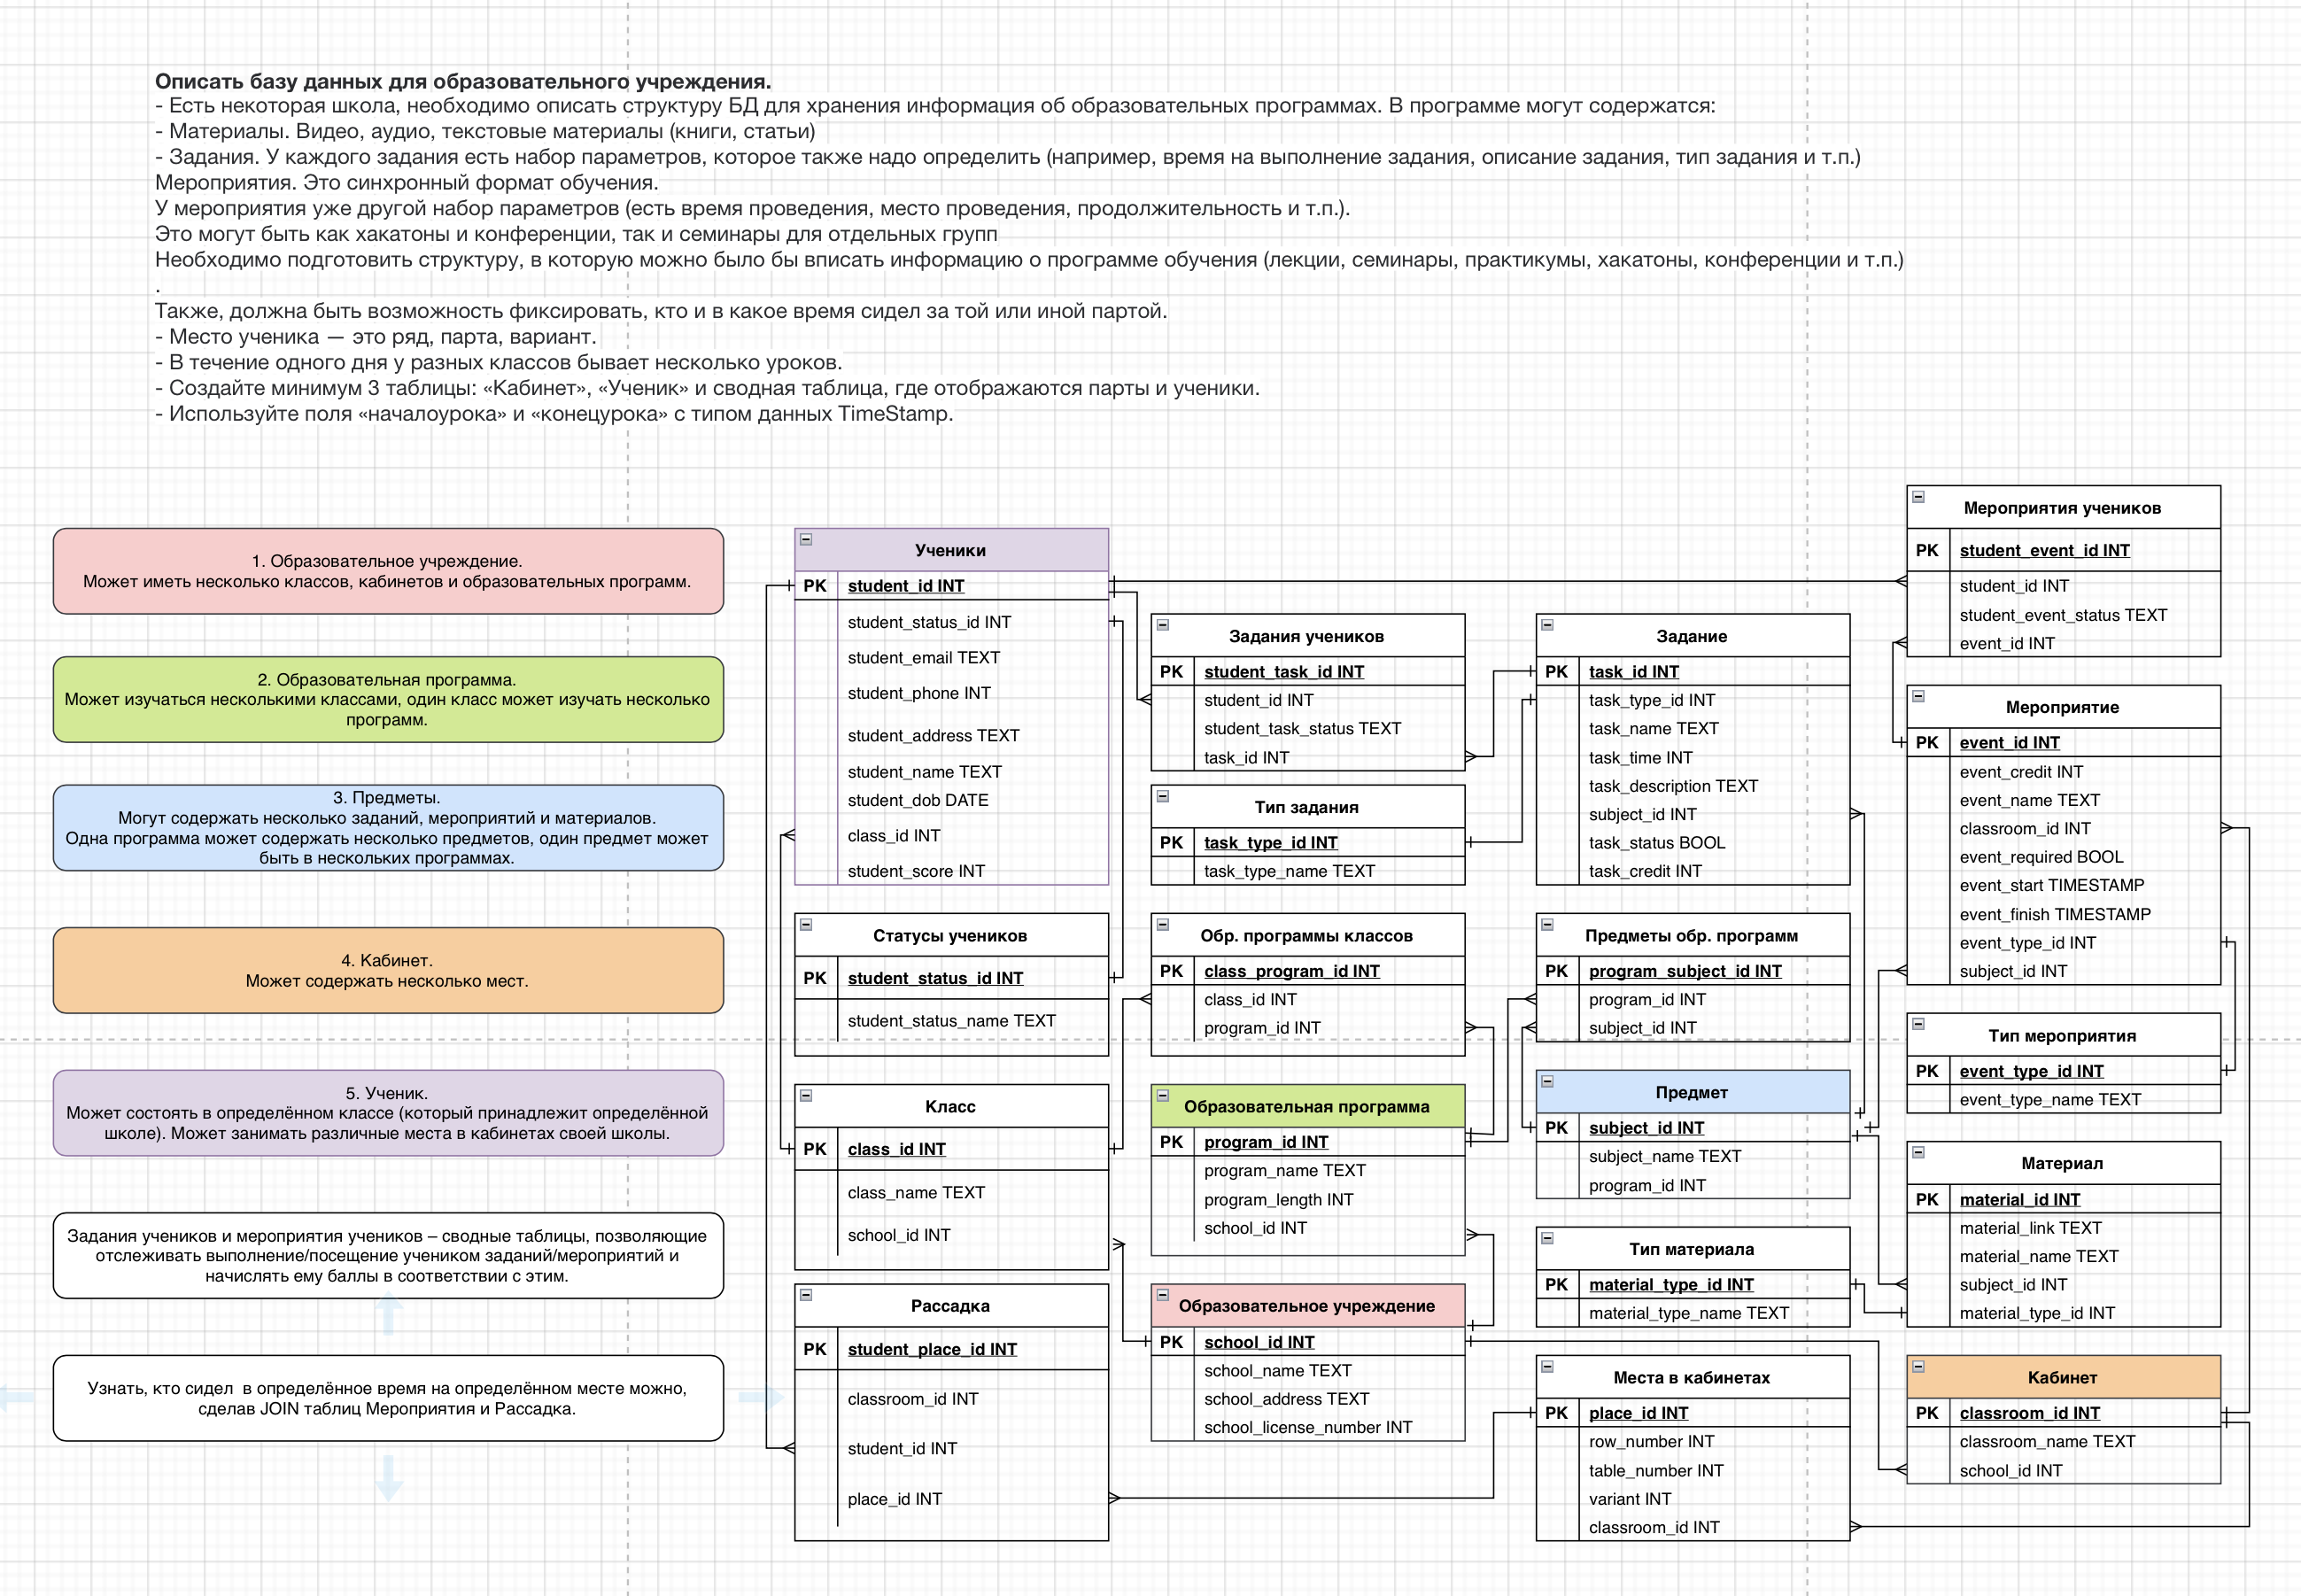 Описать базу данных для образовательного учреждения.
- Есть некоторая школа, необходимо описать структуру БД для хранения информация об образовательных программах. В программе могут содержатся:
- Материалы. Видео, аудио, текстовые материалы (книги, статьи)
- Задания. У каждого задания есть набор параметров, которое также надо определить (например, время на выполнение задания, описание задания, тип задания и т.п.)
Мероприятия. Это синхронный формат обучения.
У мероприятия уже другой набор параметров (есть время проведения, место проведения, продолжительность и т.п.).
Это могут быть как хакатоны и конференции, так и семинары для отдельных групп
Необходимо подготовить структуру, в которую можно было бы вписать информацию о программе обучения (лекции, семинары, практикумы, хакатоны, конференции и т.п.)
.
Также, должна быть возможность фиксировать, кто и в какое время сидел за той или иной партой.
- Место ученика — это ряд, парта, вариант.
- В течение одного дня у разных классов бывает несколько уроков.
- Создайте минимум 3 таблицы: «Кабинет», «Ученик» и сводная таблица, где отображаются парты и ученики.
- Используйте поля «началоурока» и «конецурока» с типом данных TimeStamp.
1. Образовательное учреждение.
Может иметь несколько классов, кабинетов и образовательных программ.
2. Образовательная программа.
Может изучаться несколькими классами, один класс может изучать несколько
программ.
3. Предметы.
Могут содержать несколько заданий, мероприятий и материалов.
Одна программа может содержать несколько предметов, один предмет может
быть в нескольких программах.
4. Кабинет.
Может содержать несколько мест.
5. Ученик.
Может состоять в определённом классе (который принадлежит определённой
школе). Может занимать различные места в кабинетах своей школы.
Задания учеников и мероприятия учеников – сводные таблицы, позволяющие
отслеживать выполнение/посещение учеником заданий/мероприятий и
начислять ему баллы в соответствии с этим.
Узнать, кто сидел в определённое время на определённом месте можно,
сделав JOIN таблиц Мероприятия и Рассадка.
Ученики
PK student_id INT
student_status_id INT
student_email TEXT
student_phone INT
student_address TEXT
student_name TEXT
student_dob DATE
class_id INT
student_score INT
Статусы учеников
PK student_status_id INT
student_status_name TEXT
Класс
PK class_id INT
class_name TEXT
school_id INT
Рассадка
PK student_place_id INT
classroom_id INT
student_id INT
place_id INT
Задания учеников
PK student_task_id INT
student_id INT
student_task_status TEXT
task_id INT
Тип задания
PK task_type_id INT
task_type_name TEXT
Обр. программы классов
PK class_program_id INT
class_id INT
program_id INT
Образовательная программа
PK program_id INT
program_name TEXT
program_length INT
school_id INT
Образовательное учреждение
PK school_id INT
school_name TEXT
school_address TEXT
school_license_number INT
Задание
PK task_id INT
task_type_id INT
task_name TEXT
task_time INT
task_description TEXT
subject_id INT
task_status BOOL
task_credit INT
Предметы обр. программ
PK program_subject_id INT
program_id INT
subject_id INT
Предмет
PK subject_id INT
subject_name TEXT
program_id INT
Тип материала
PK material_type_id INT
material_type_name TEXT
Места в кабинетах
PK place_id INT
row_number INT
table_number INT
variant INT
classroom_id INT
Мероприятия учеников
PK student_event_id INT
student_id INT
student_event_status TEXT
event_id INT
Мероприятие
PK event_id INT
event_credit INT
event_name TEXT
classroom_id INT
event_required BOOL
event_start TIMESTAMP
event_finish TIMESTAMP
event_type_id INT
subject_id INT
Тип мероприятия
PK event_type_id INT
event_type_name TEXT
Материал
PK material_id INT
material_link TEXT
material_name TEXT
subject_id INT
material_type_id INT
Кабинет
PK classroom_id INT
classroom_name TEXT
school_id INT